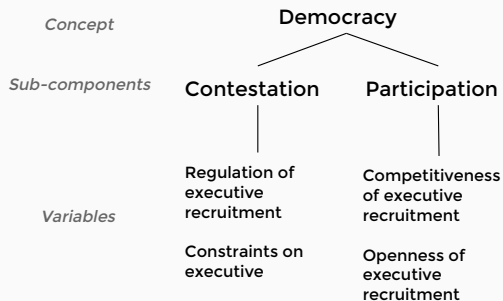 Concept
Democracy
Sub-components
Contestation
Participation
Variables
Regulation of
executive
recruitment
Constraints on
executive
Competitiveness
of executive
recruitment
Openness of
executive
recruitment